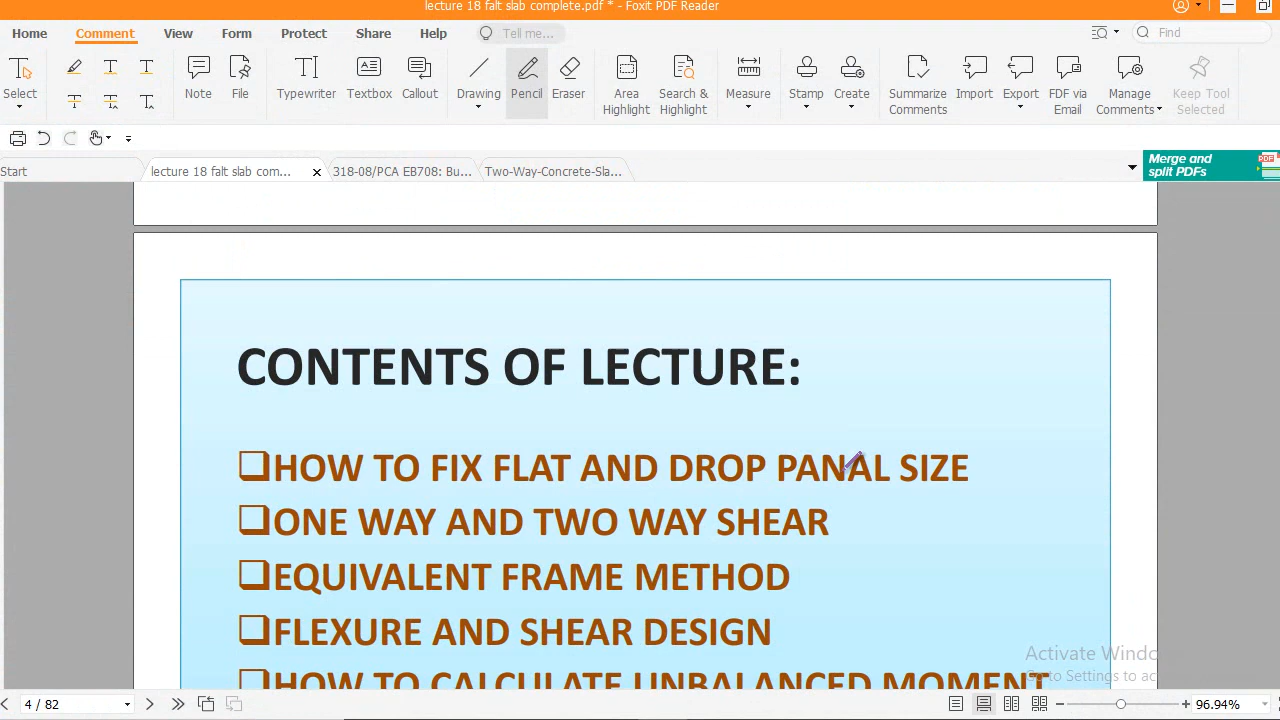 lecture 18 falt slab complete.pdf * - Foxit PDF Reader
Home Comment View Form Protect Share Help Tell me... Find
Select Note File Typewriter Textbox Callout Drawing Pencil Eraser Area Highlight Search & Highlight Measure Stamp Create Summarize Comments Import Export FDF via Email Manage Comments Keep Tool Selected
Start lecture 18 falt slab com... 318-08/PCA EB708: Bu... Two-Way-Concrete-Sla... Merge and split PDFs
CONTENTS OF LECTURE:
HOW TO FIX FLAT AND DROP PANAL SIZE
ONE WAY AND TWO WAY SHEAR
EQUIVALENT FRAME METHOD
FLEXURE AND SHEAR DESIGN
HOW TO CALCULATE UNBALANCED MOMENT
Activate Windo
Go to Settings to ac
4 / 82 96.94%